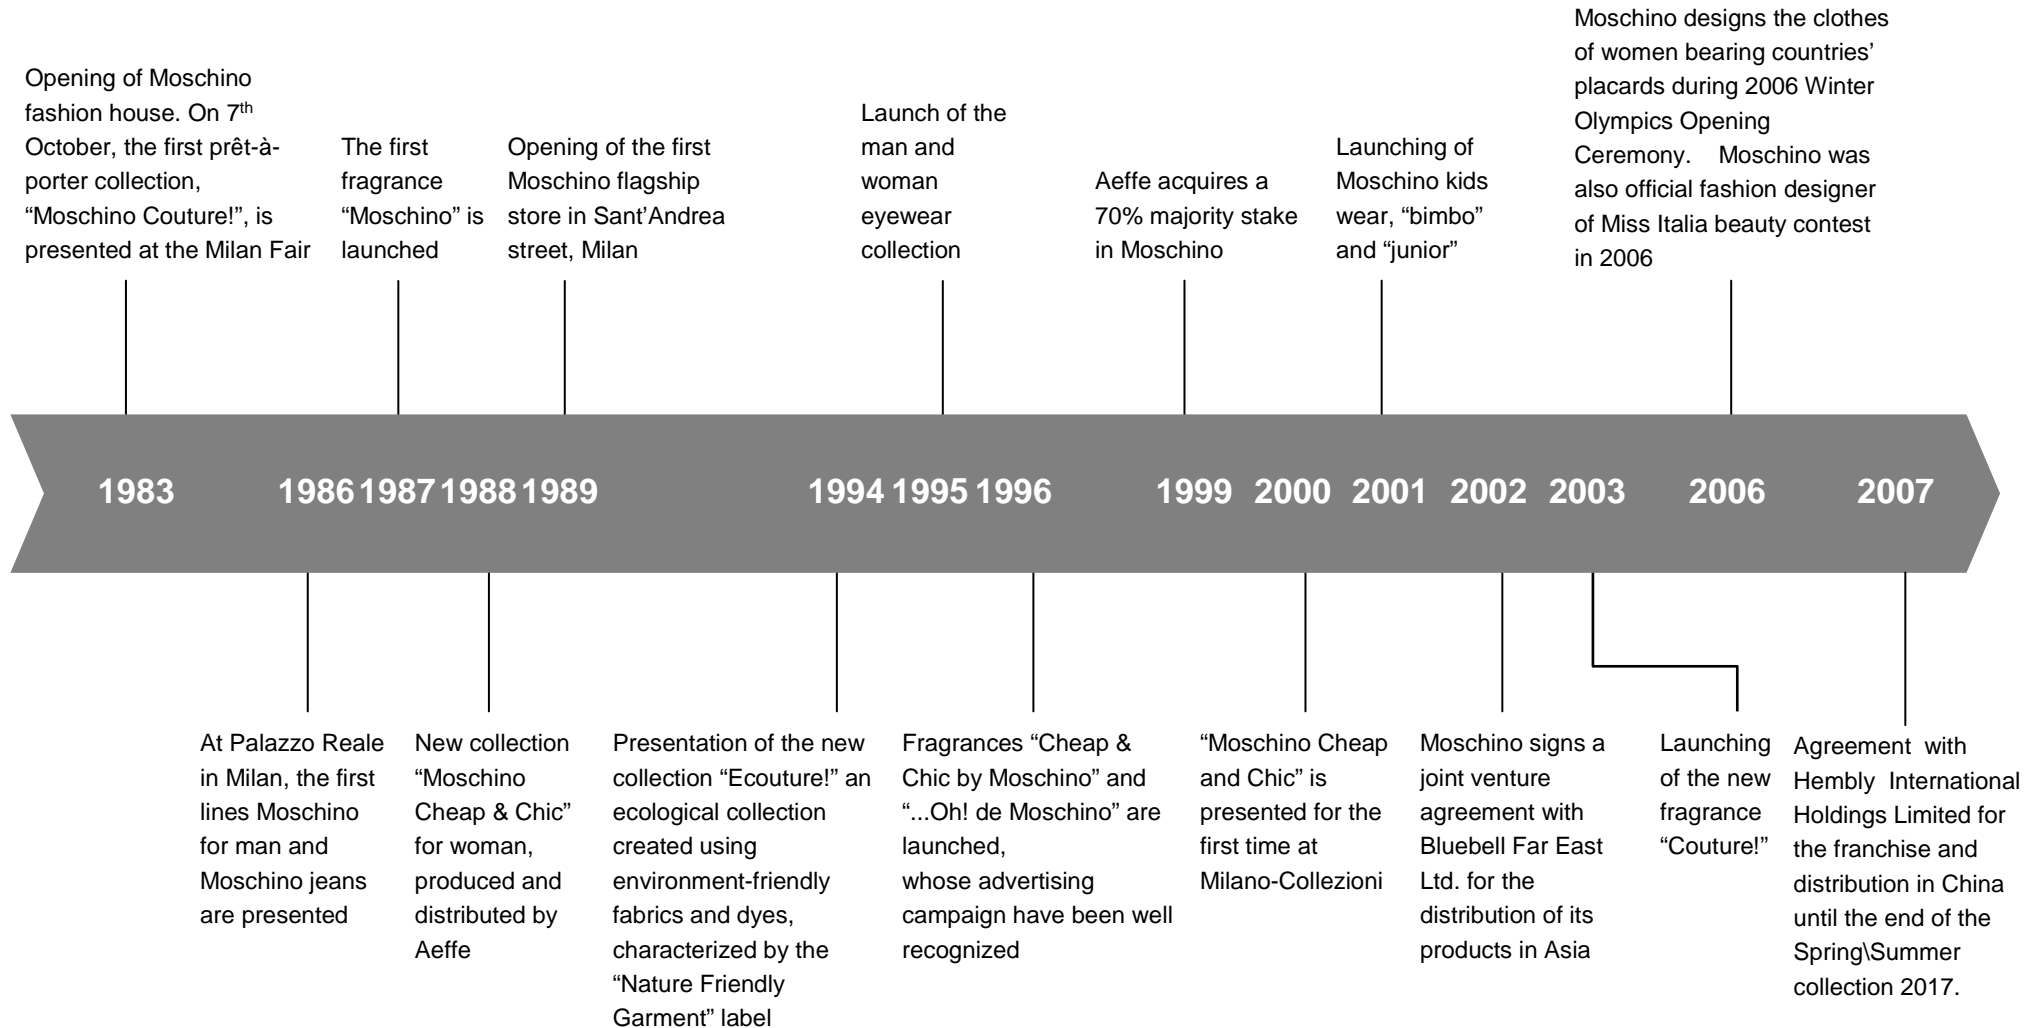 Opening of Moschino
fashion house. On 7th
October, the first prêt-à-
porter collection,
“Moschino Couture!”, is
presented at the Milan Fair
The first
fragrance
“Moschino” is
launched
Opening of the first
Moschino flagship
store in Sant’Andrea
street, Milan
Launch of the
man and
woman
eyewear
collection
Aeffe acquires a
70% majority stake
in Moschino
Launching of
Moschino kids
wear, “bimbo”
and “junior”
Moschino designs the clothes
of women bearing countries’
placards during 2006 Winter
Olympics Opening
Ceremony. Moschino was
also official fashion designer
of Miss Italia beauty contest
in 2006
1983 1986 1987 1988 1989 1994 1995 1996 1999 2000 2001 2002 2003 2006 2007
At Palazzo Reale
in Milan, the first
lines Moschino
for man and
Moschino jeans
are presented
New collection
“Moschino
Cheap & Chic”
for woman,
produced and
distributed by
Aeffe
Presentation of the new
collection “Ecouture!” an
ecological collection
created using
environment-friendly
fabrics and dyes,
characterized by the
“Nature Friendly
Garment” label
Fragrances “Cheap &
Chic by Moschino” and
“...Oh! de Moschino” are
launched,
whose advertising
campaign have been well
recognized
“Moschino Cheap
and Chic” is
presented for the
first time at
Milano-Collezioni
Moschino signs a
joint venture
agreement with
Bluebell Far East
Ltd. for the
distribution of its
products in Asia
Launching
of the new
fragrance
“Couture!”
Agreement with
Hembly International
Holdings Limited for
the franchise and
distribution in China
until the end of the
Spring\Summer
collection 2017.